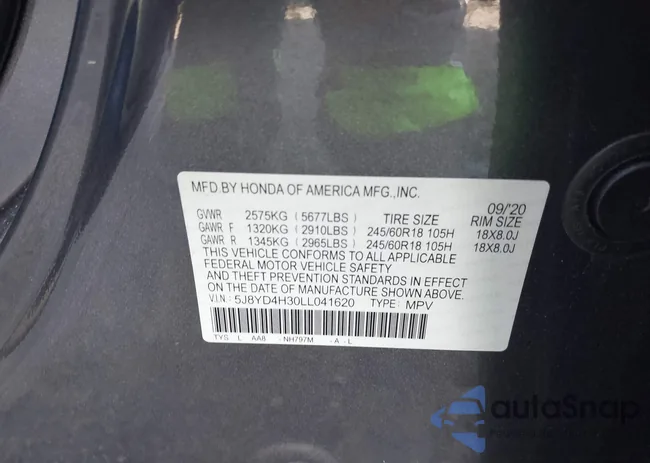 MFD.BY HONDA OF AMERICA MFG.,INC.
09/'20
GVWR 2575KG (5677LBS) TIRE SIZE RIM SIZE
GAWR F 1320KG (2910LBS) 245/60R18 105H 18X8.0J
GAWR R 1345KG (2965LBS) 245/60R18 105H 18X8.0J
THIS VEHICLE CONFORMS TO ALL APPLICABLE
FEDERAL MOTOR VEHICLE SAFETY
AND THEFT PREVENTION STANDARDS IN EFFECT
ON THE DATE OF MANUFACTURE SHOWN ABOVE.
V.I.N: 5J8YD4H30LL041620 TYPE: MPV
TYS L AA8 NH797M -A-L
autoSnap